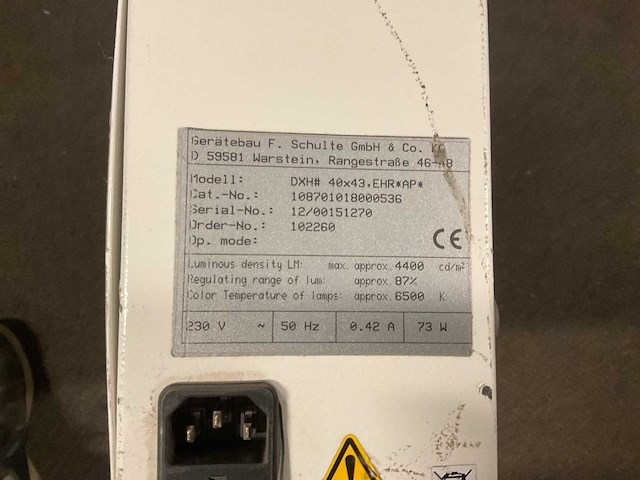 Gerätebau F. Schulte GmbH & Co. KG
D 59581 Warstein, Rangestraße 46-48
Modell: DXH# 40x43,EHR*AP*
Cat.-No.: 108701018000536
Serial-No.: 12/00151270
Order-No.: 102260
Op. mode:
CE
Luminous density LM: max. approx. 4400 cd/m²
Regulating range of lum: approx. 87%
Color Temperature of lamps: approx. 6500 K
230 V ~ 50 Hz 0.42 A 73 W